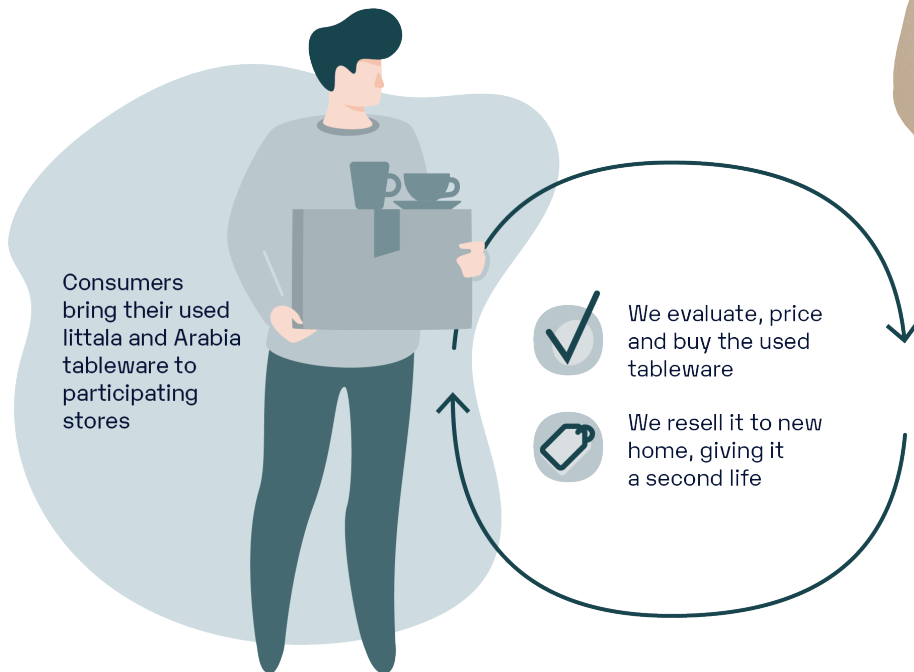 Consumers
bring their used
Iittala and Arabia
tableware to
participating
stores
We evaluate, price
and buy the used
tableware
We resell it to new
home, giving it
a second life